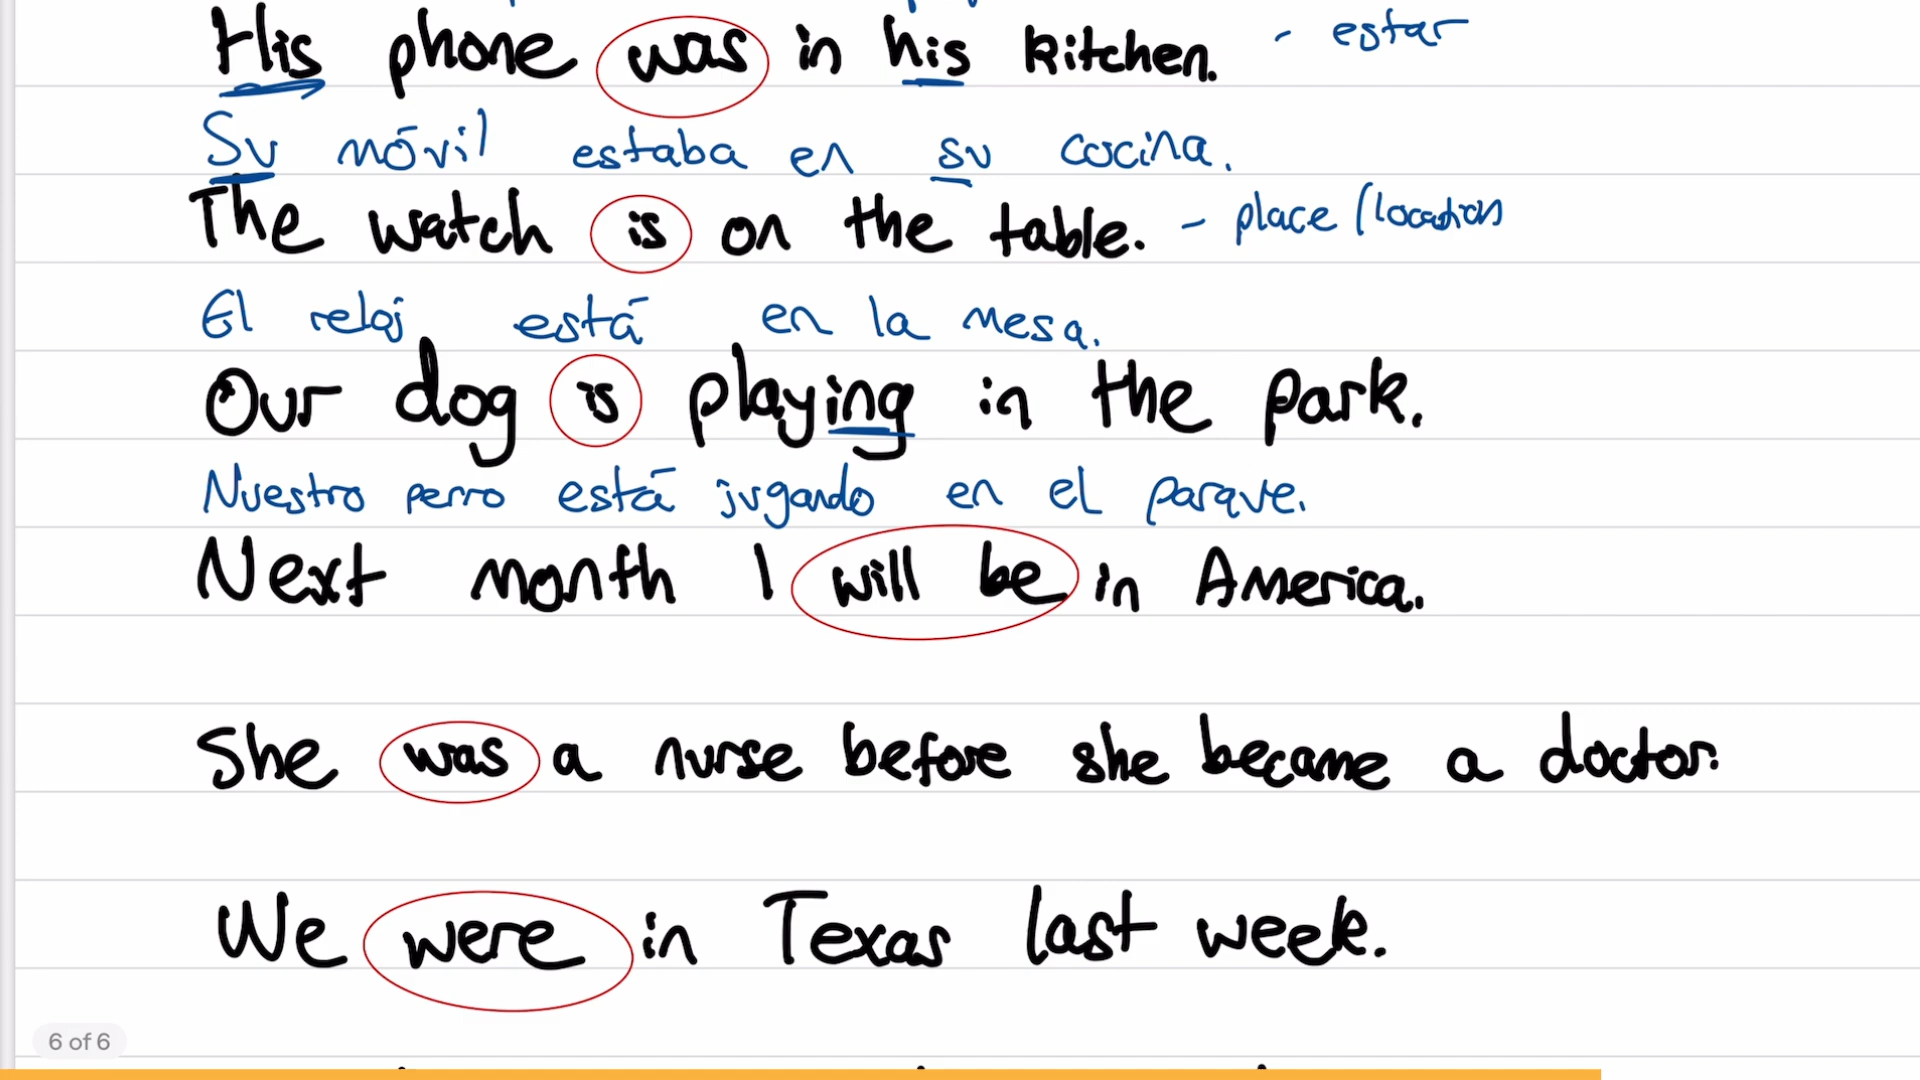 His phone was in his kitchen. - estar
Su móvil estaba en su cocina.
The watch is on the table. - place/location
El reloj está en la mesa.
Our dog is playing in the park.
Nuestro perro está jugando en el parque.
Next month I will be in America.
She was a nurse before she became a doctor.
We were in Texas last week.
6 of 6